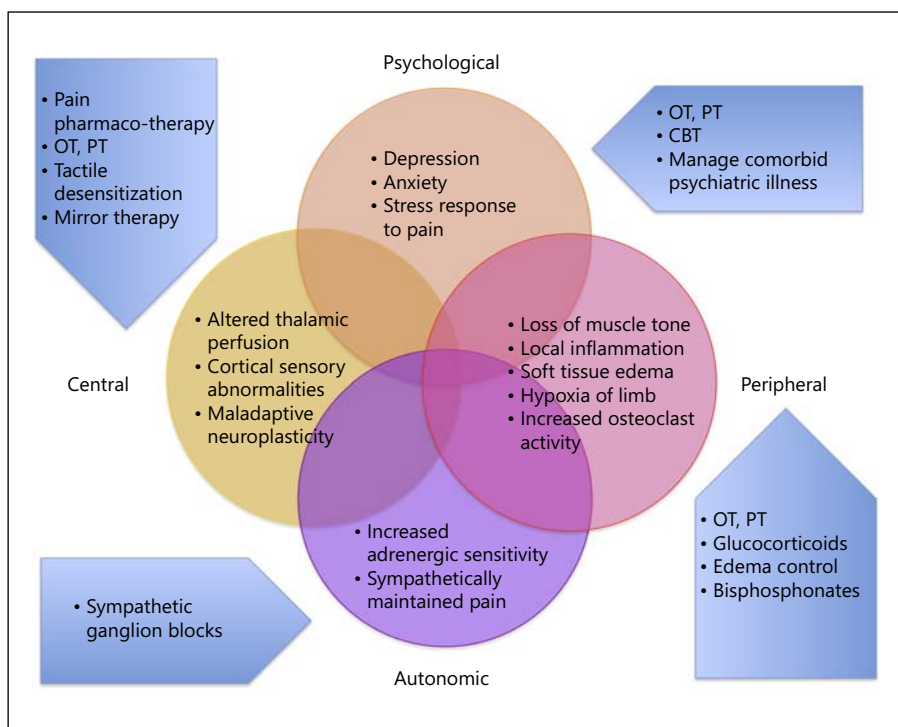 Psychological
• Pain
pharmaco-therapy
• OT, PT
• Tactile
desensitization
• Mirror therapy
• OT, PT
• CBT
• Manage comorbid
psychiatric illness
• Depression
• Anxiety
• Stress response
to pain
Central
• Altered thalamic
perfusion
• Cortical sensory
abnormalities
• Maladaptive
neuroplasticity
• Loss of muscle tone
• Local inflammation
• Soft tissue edema
• Hypoxia of limb
• Increased osteoclast
activity
Peripheral
• Increased
adrenergic sensitivity
• Sympathetically
maintained pain
• Sympathetic
ganglion blocks
• OT, PT
• Glucocorticoids
• Edema control
• Bisphosphonates
Autonomic